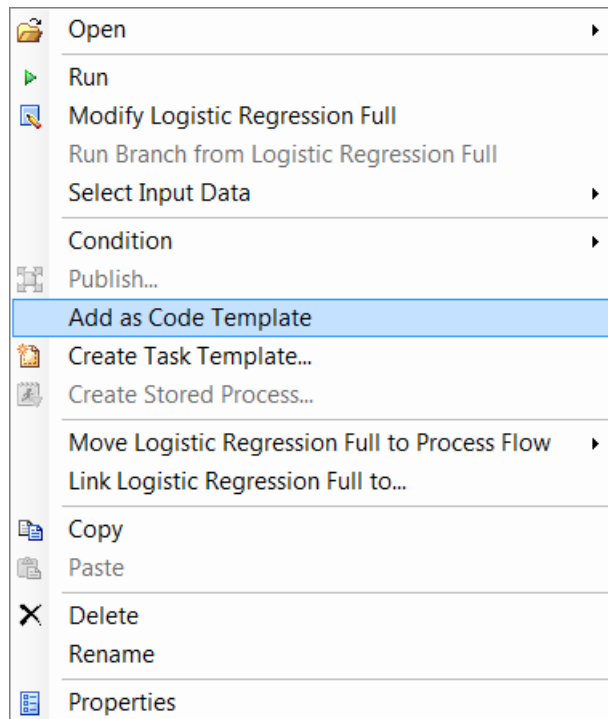 Open
Run
Modify Logistic Regression Full
Run Branch from Logistic Regression Full
Select Input Data
Condition
Publish...
Add as Code Template
Create Task Template...
Create Stored Process...
Move Logistic Regression Full to Process Flow
Link Logistic Regression Full to...
Copy
Paste
Delete
Rename
Properties